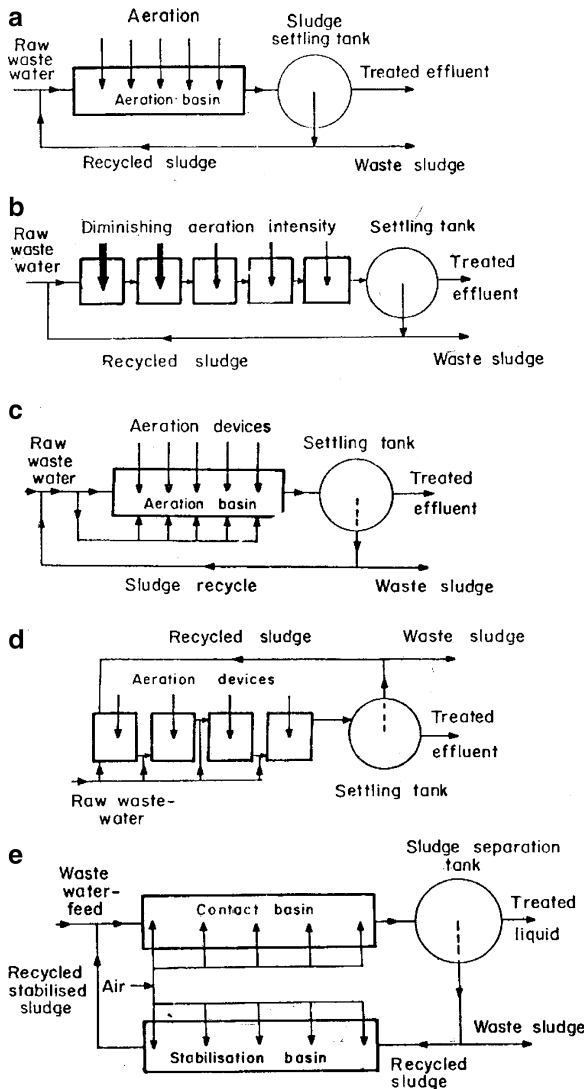 a
Aeration
Raw
waste
water
Sludge
settling tank
Aeration basin
Treated effluent
Recycled sludge
Waste sludge
b
Raw
waste
water
Diminishing aeration intensity
Settling tank
Treated
effluent
Recycled sludge
Waste sludge
c
Raw
waste
water
Aeration devices
Settling tank
Aeration basin
Treated
effluent
Sludge recycle
Waste sludge
d
Recycled sludge
Waste sludge
Aeration devices
Treated
effluent
Raw waste-
water
Settling tank
e
Waste
water-
feed
Contact basin
Sludge separation
tank
Treated
liquid
Recycled
stabilised
sludge
Air
Stabilisation basin
Recycled
sludge
Waste sludge